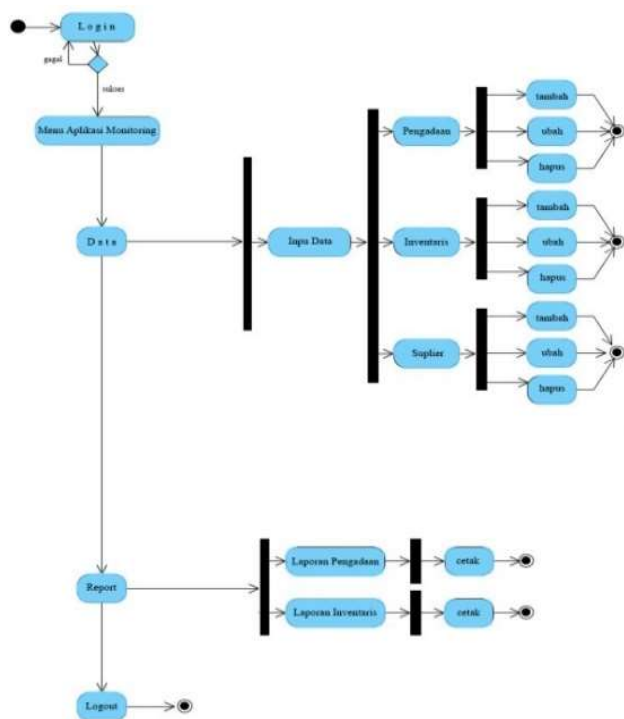 Login
gagal
sukses
Menu Aplikasi Monitoring
Data
Inpu Data
Pengadaan
tambah
ubah
hapus
Inventaris
tambah
ubah
hapus
Suplier
tambah
ubah
hapus
Report
Laporan Pengadaan
cetak
Laporan Inventaris
cetak
Logout